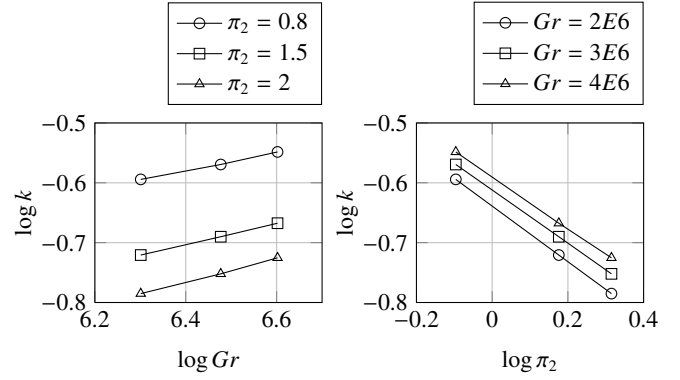 π₂ = 0.8
π₂ = 1.5
π₂ = 2
−0.5
−0.6
−0.7
−0.8
6.2
6.4
6.6
log k
log Gr
Gr = 2E6
Gr = 3E6
Gr = 4E6
−0.5
−0.6
−0.7
−0.8
−0.2
0
0.2
0.4
log k
log π₂